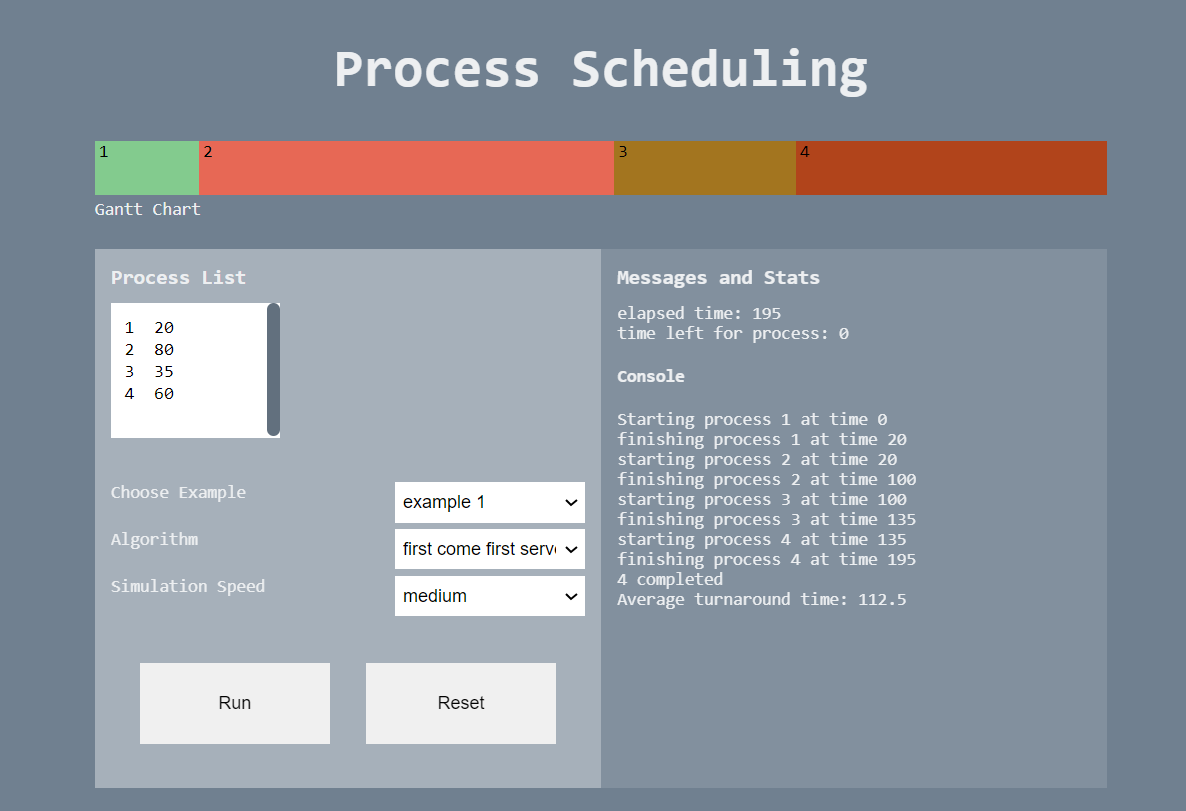 Process Scheduling
1 2 3 4
Gantt Chart
Process List
1 20
2 80
3 35
4 60
Choose Example
example 1
Algorithm
first come first serv
Simulation Speed
medium
Run Reset
Messages and Stats
elapsed time: 195
time left for process: 0
Console
Starting process 1 at time 0
finishing process 1 at time 20
starting process 2 at time 20
finishing process 2 at time 100
starting process 3 at time 100
finishing process 3 at time 135
starting process 4 at time 135
finishing process 4 at time 195
4 completed
Average turnaround time: 112.5